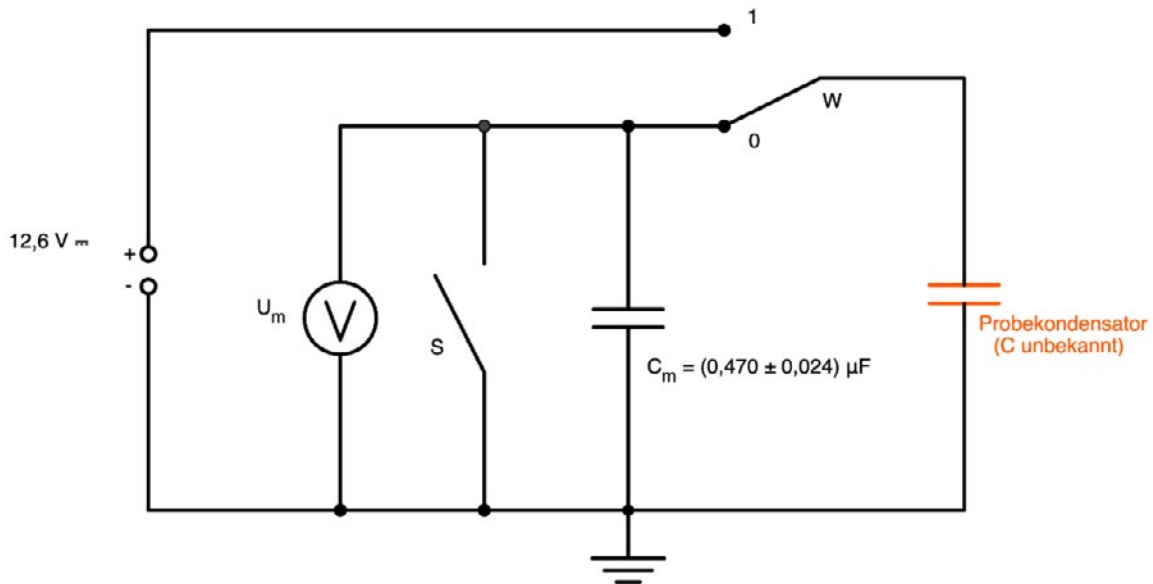 1
W
0
12,6 V ⎓
+
-
U_m
V
S
C_m = (0,470 ± 0,024) µF
Probekondensator
(C unbekannt)